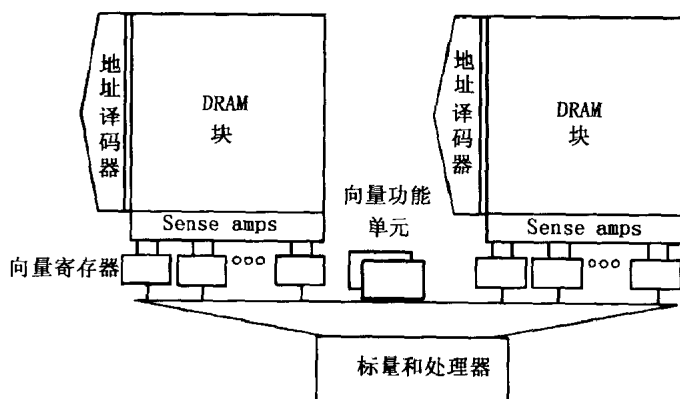 地址译码器
DRAM
块
Sense amps
向量寄存器
向量功能
单元
地址译码器
DRAM
块
Sense amps
标量和处理器